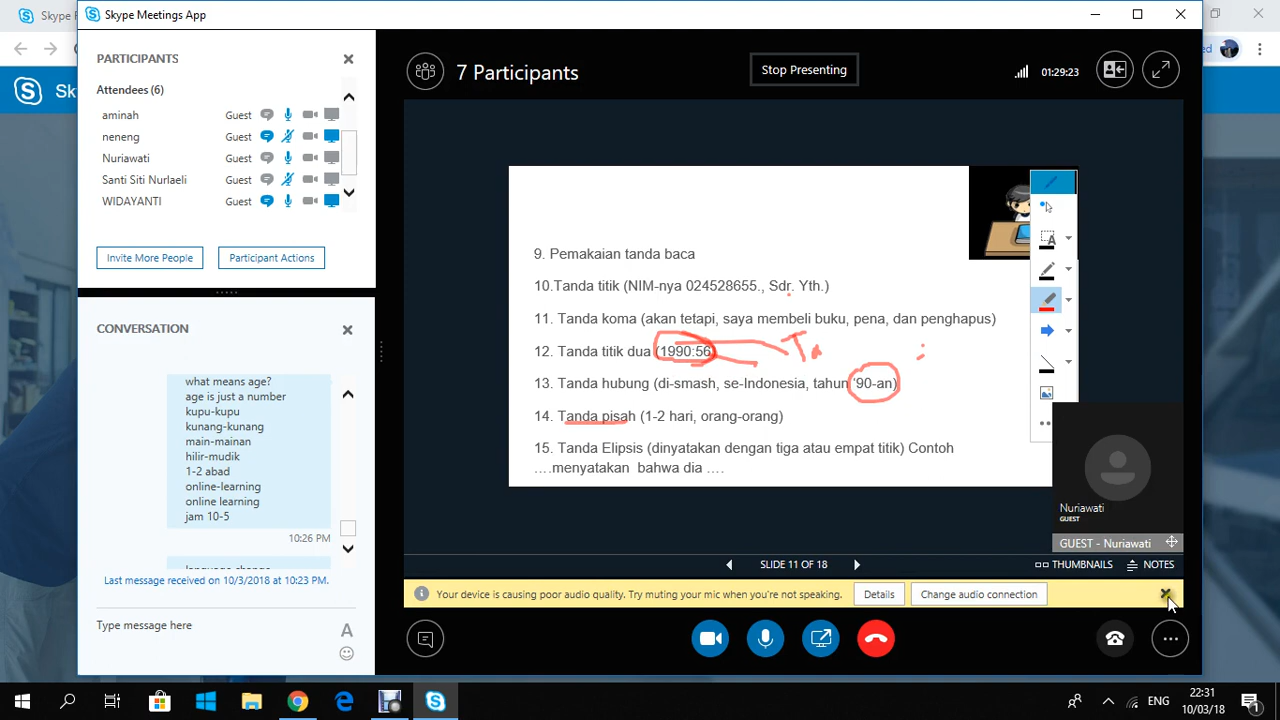 Skype
Skype Meetings App
ed
Sky
PARTICIPANTS
Attendees (6)
aminah Guest
neneng Guest
Nuriawati Guest
Santi Siti Nurlaeli Guest
WIDAYANTI Guest
Invite More People
Participant Actions
CONVERSATION
what means age?
age is just a number
kupu-kupu
kunang-kunang
main-mainan
hilir-mudik
1-2 abad
online-learning
online learning
jam 10-5
10:26 PM
language change
Last message received on 10/3/2018 at 10:23 PM.
Type message here
A
7 Participants
Stop Presenting
01:29:23
9. Pemakaian tanda baca
10.Tanda titik (NIM-nya 024528655., Sdr. Yth.)
11. Tanda koma (akan tetapi, saya membeli buku, pena, dan penghapus)
12. Tanda titik dua (1990:56) Ta :
13. Tanda hubung (di-smash, se-Indonesia, tahun '90-an)
14. Tanda pisah (1-2 hari, orang-orang)
15. Tanda Elipsis (dinyatakan dengan tiga atau empat titik) Contoh
....menyatakan bahwa dia ....
A
Nuriawati
GUEST
GUEST - Nuriawati
SLIDE 11 OF 18
THUMBNAILS
NOTES
Your device is causing poor audio quality. Try muting your mic when you're not speaking.
Details
Change audio connection
ENG
22:31
10/03/18
1